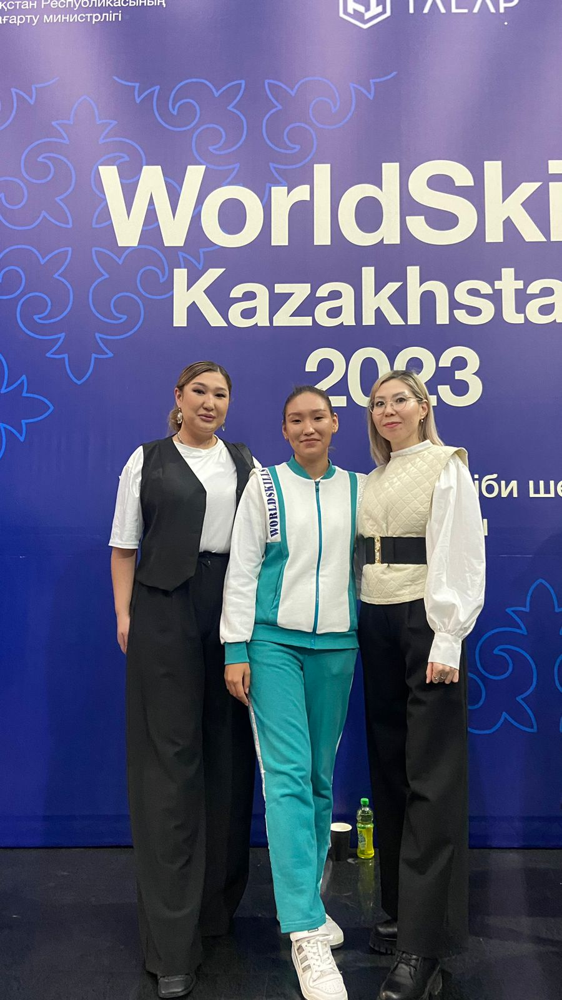 қстан Республикасының
ағарту министрлігі
TALAP
WorldSki
Kazakhsta
2023
іби ше
WORLDSKILLS